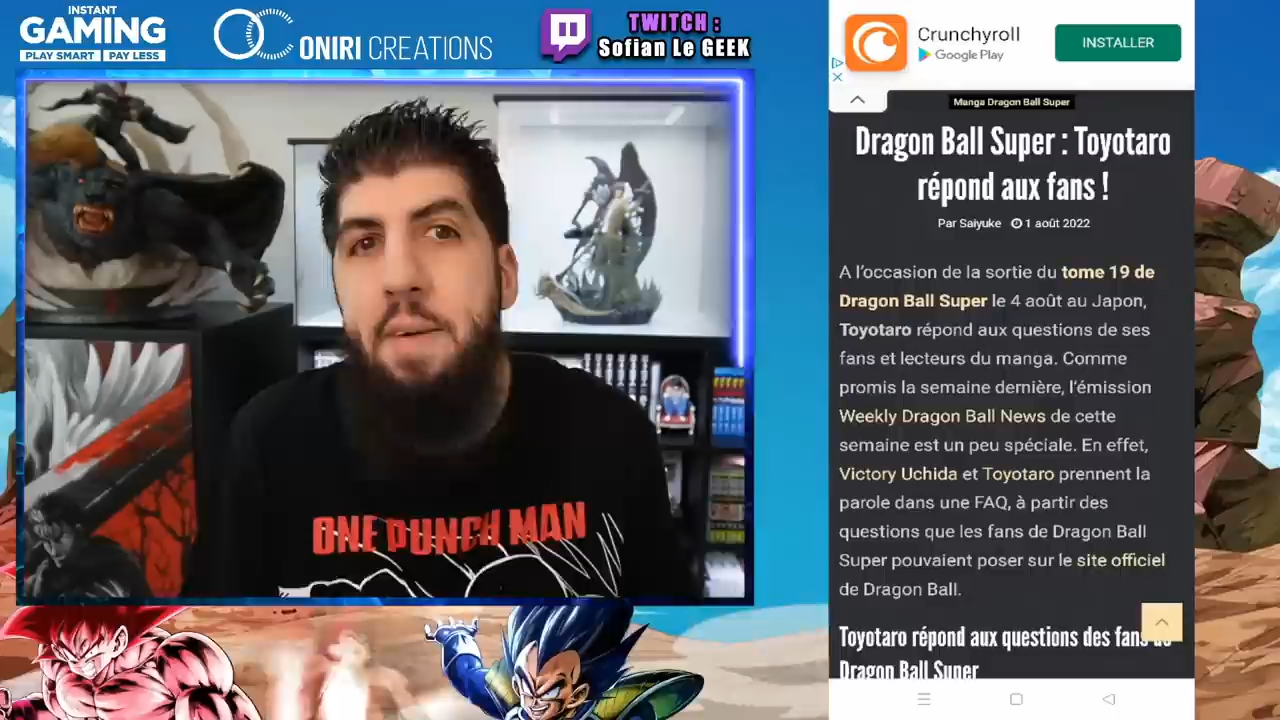 INSTANT
GAMING
PLAY SMART | PAY LESS
ONIRI CREATIONS
TWITCH :
Sofian Le GEEK
ONE PUNCH MAN
Crunchyroll
Google Play
INSTALLER
Manga Dragon Ball Super
Dragon Ball Super : Toyotaro
répond aux fans !
Par Saiyuke 1 août 2022
A l’occasion de la sortie du tome 19 de
Dragon Ball Super le 4 août au Japon,
Toyotaro répond aux questions de ses
fans et lecteurs du manga. Comme
promis la semaine dernière, l’émission
Weekly Dragon Ball News de cette
semaine est un peu spéciale. En effet,
Victory Uchida et Toyotaro prennent la
parole dans une FAQ, à partir des
questions que les fans de Dragon Ball
Super pouvaient poser sur le site officiel
de Dragon Ball.
Toyotaro répond aux questions des fans de
Dragon Ball Super